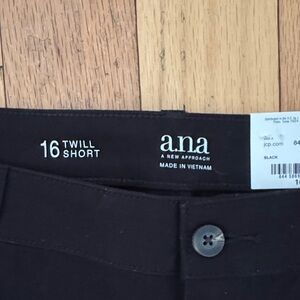 16 TWILL
SHORT
a.n.a
A NEW APPROACH
MADE IN VIETNAM
jcp.com
BLACK